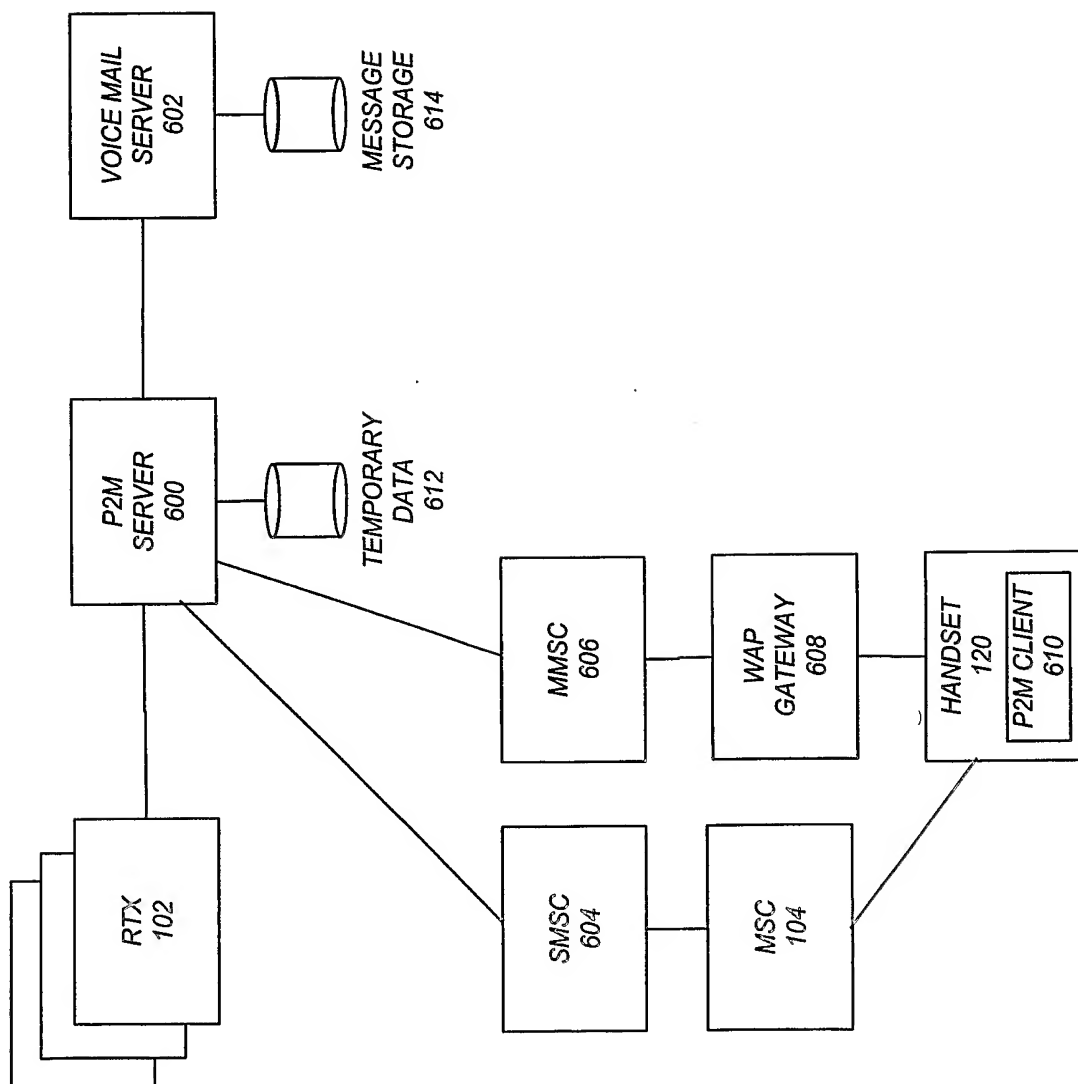 RTX
102
P2M
SERVER
600
VOICE MAIL
SERVER
602
TEMPORARY
DATA
612
MESSAGE
STORAGE
614
SMSC
604
MMSC
606
MSC
104
WAP
GATEWAY
608
HANDSET
120
P2M CLIENT
610